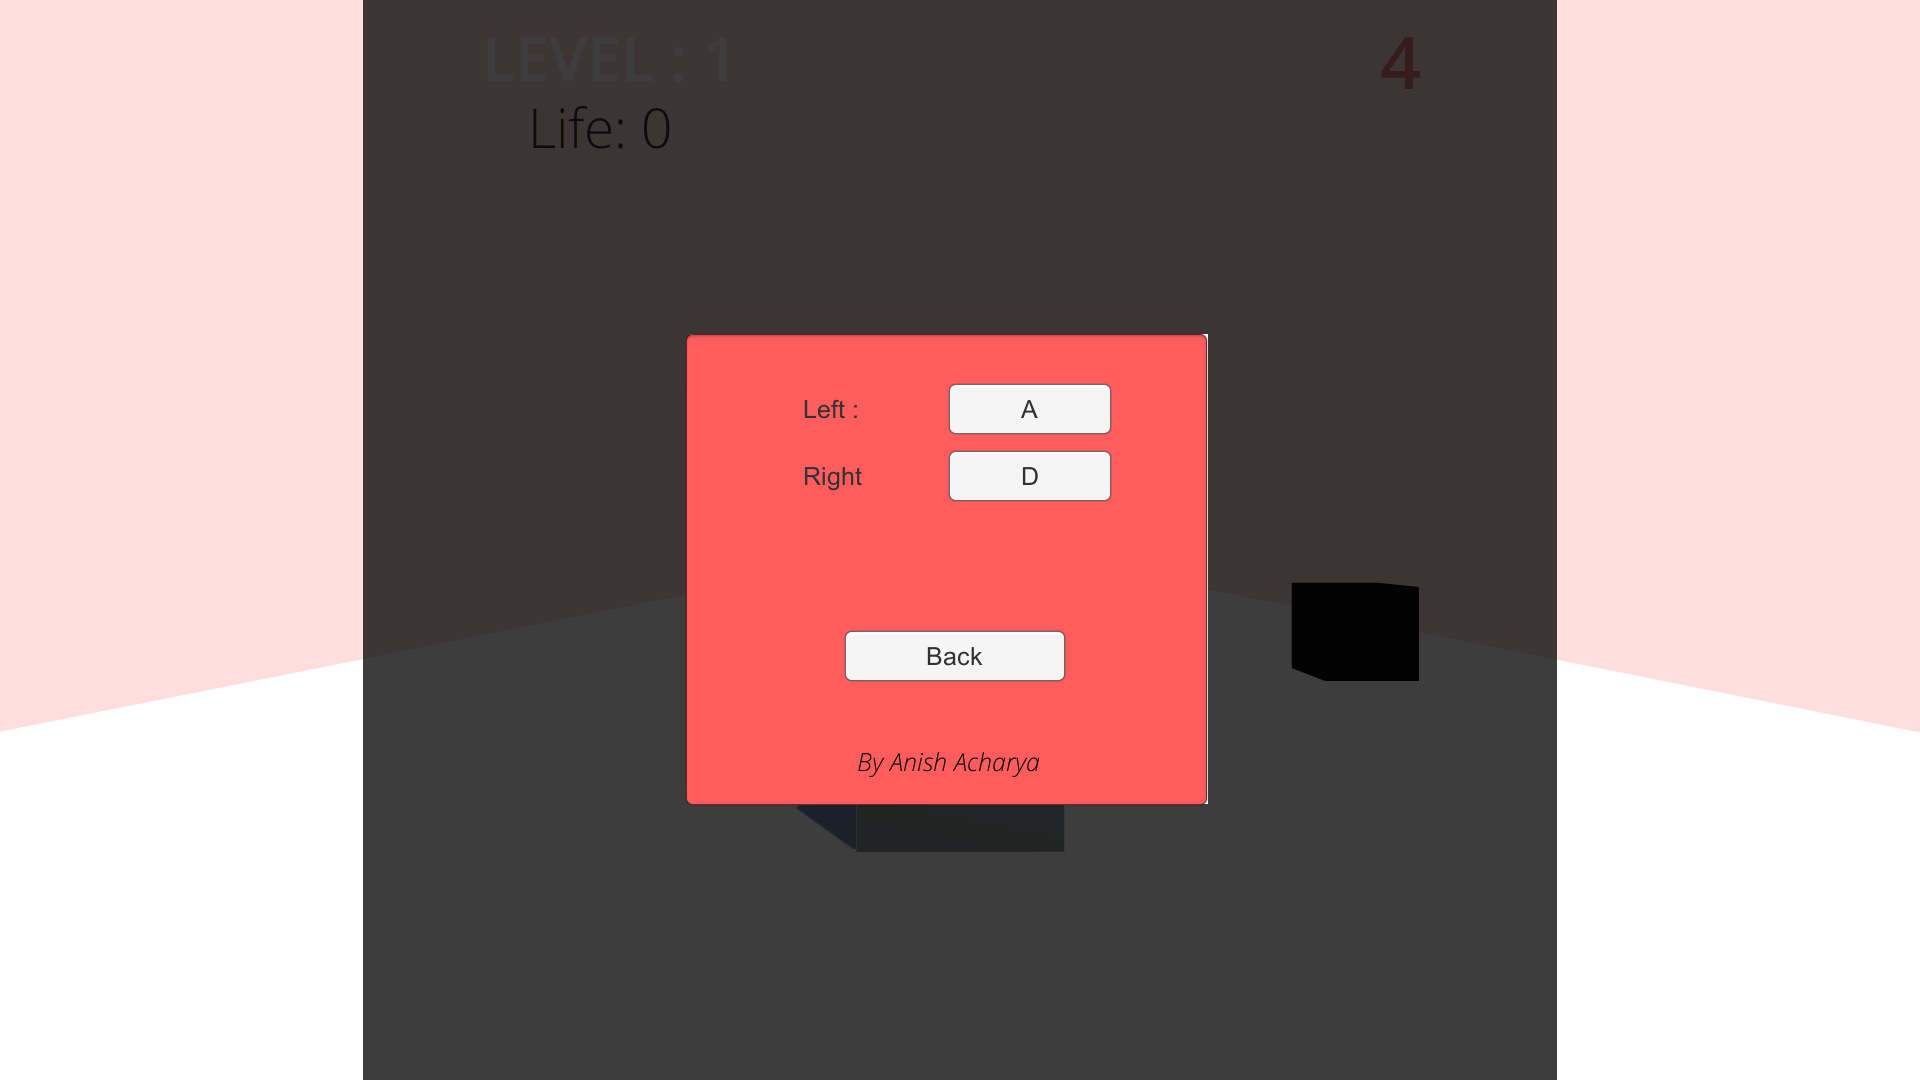 LEVEL : 1
4
Life: 0
Left :
A
Right
D
Back
By Anish Acharya